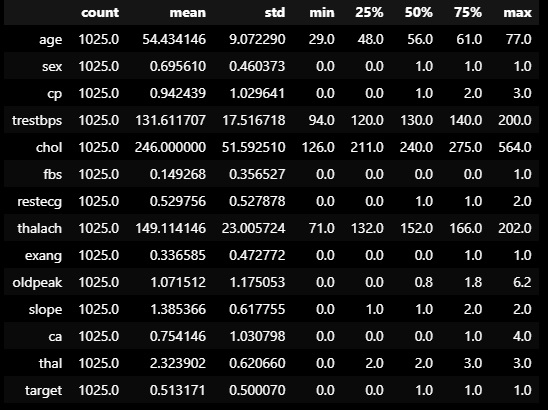 count mean std min 25% 50% 75% max
age 1025.0 54.434146 9.072290 29.0 48.0 56.0 61.0 77.0
sex 1025.0 0.695610 0.460373 0.0 0.0 1.0 1.0 1.0
cp 1025.0 0.942439 1.029641 0.0 0.0 1.0 2.0 3.0
trestbps 1025.0 131.611707 17.516718 94.0 120.0 130.0 140.0 200.0
chol 1025.0 246.000000 51.592510 126.0 211.0 240.0 275.0 564.0
fbs 1025.0 0.149268 0.356527 0.0 0.0 0.0 0.0 1.0
restecg 1025.0 0.529756 0.527878 0.0 0.0 1.0 1.0 2.0
thalach 1025.0 149.114146 23.005724 71.0 132.0 152.0 166.0 202.0
exang 1025.0 0.336585 0.472772 0.0 0.0 0.0 1.0 1.0
oldpeak 1025.0 1.071512 1.175053 0.0 0.0 0.8 1.8 6.2
slope 1025.0 1.385366 0.617755 0.0 1.0 1.0 2.0 2.0
ca 1025.0 0.754146 1.030798 0.0 0.0 0.0 1.0 4.0
thal 1025.0 2.323902 0.620660 0.0 2.0 2.0 3.0 3.0
target 1025.0 0.513171 0.500070 0.0 0.0 1.0 1.0 1.0